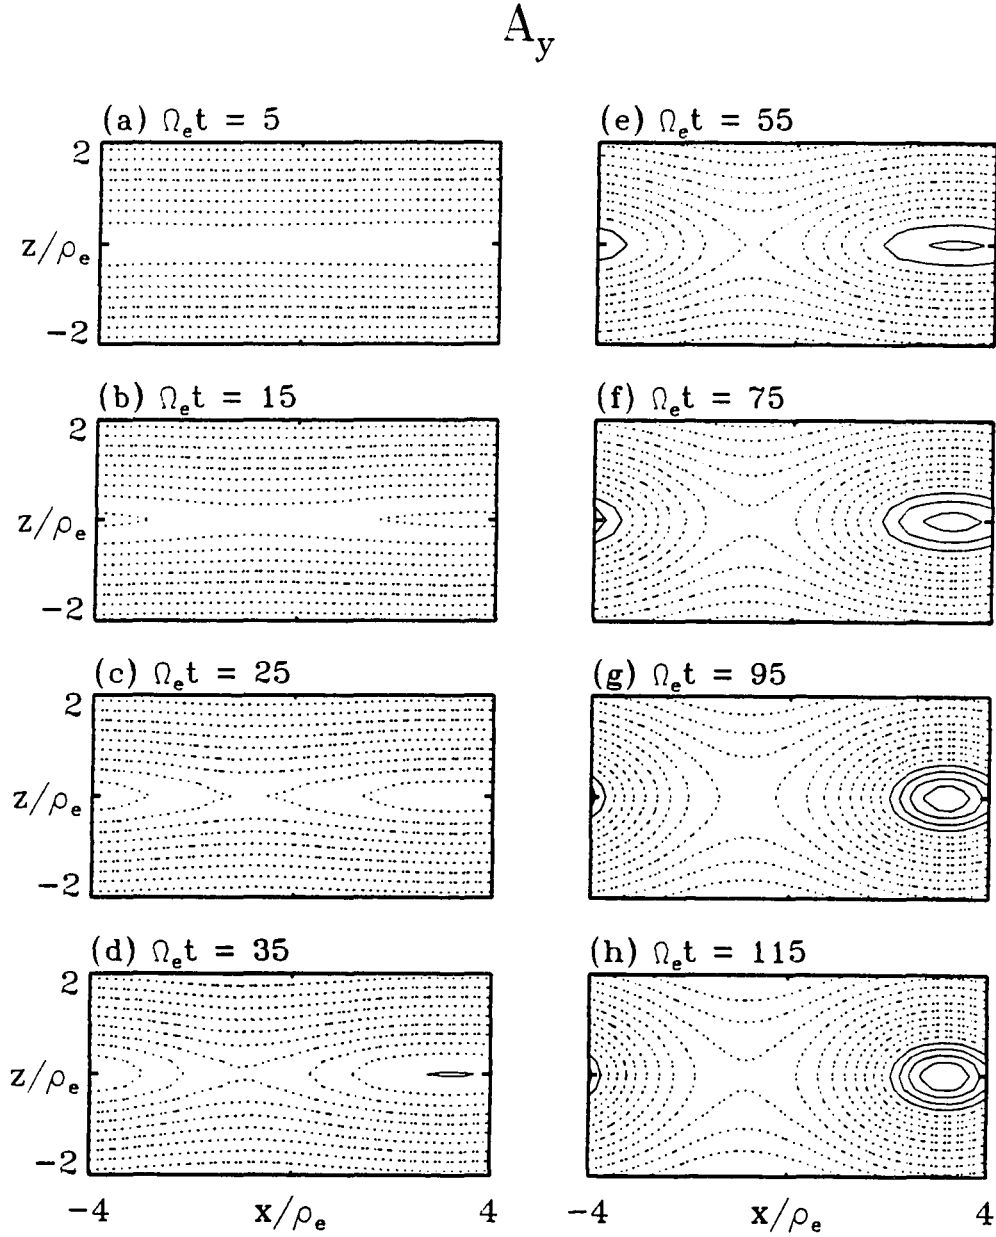 A_y
(a) Ω_e t = 5
2
z/ρ_e
−2
(b) Ω_e t = 15
2
z/ρ_e
−2
(c) Ω_e t = 25
2
z/ρ_e
−2
(d) Ω_e t = 35
2
z/ρ_e
−2
−4 x/ρ_e 4
(e) Ω_e t = 55
(f) Ω_e t = 75
(g) Ω_e t = 95
(h) Ω_e t = 115
−4 x/ρ_e 4